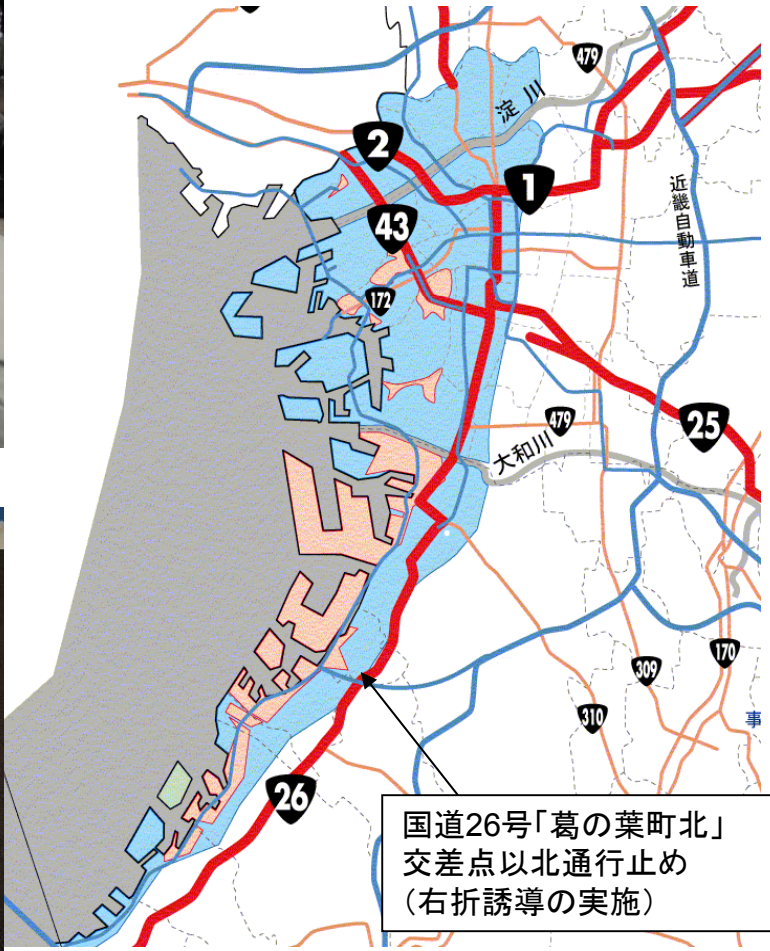 479
淀川
2
1
近畿自動車道
43
172
479
25
大和川
170
309
310
事
26
国道26号「葛の葉町北」
交差点以北通行止め
(右折誘導の実施)